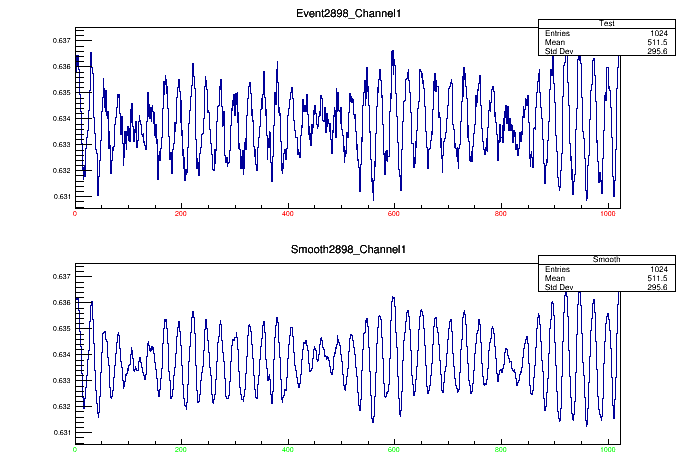 Event2898_Channel1
Test
Entries 1024
Mean 511.5
Std Dev 295.6
0.637
0.636
0.635
0.634
0.633
0.632
0.631
0 200 400 600 800 1000
Smooth2898_Channel1
Smooth
Entries 1024
Mean 511.5
Std Dev 295.6
0.637
0.636
0.635
0.634
0.633
0.632
0.631
0 200 400 600 800 1000